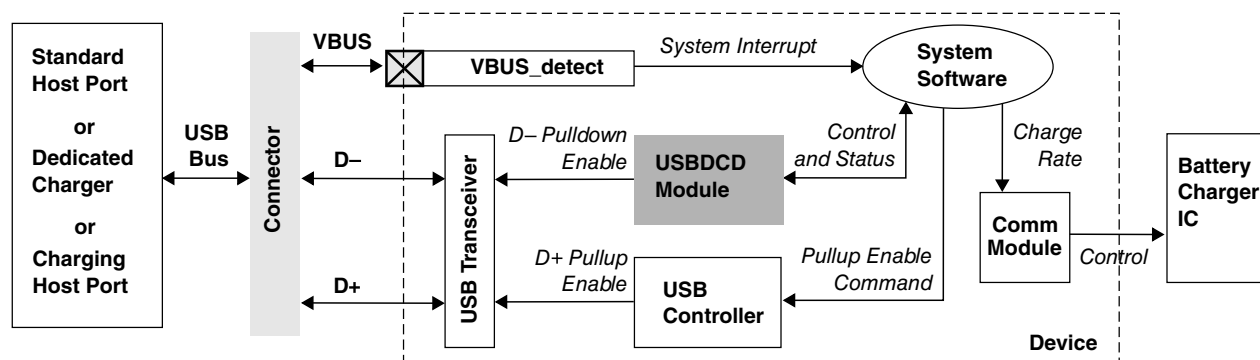 Standard
Host Port
or
Dedicated
Charger
or
Charging
Host Port
USB
Bus
Connector
VBUS
D–
D+
VBUS_detect
System Interrupt
System
Software
USB Transceiver
D– Pulldown
Enable
USBDCD
Module
Control
and Status
Charge
Rate
D+ Pullup
Enable
USB
Controller
Pullup Enable
Command
Comm
Module
Control
Battery
Charger
IC
Device